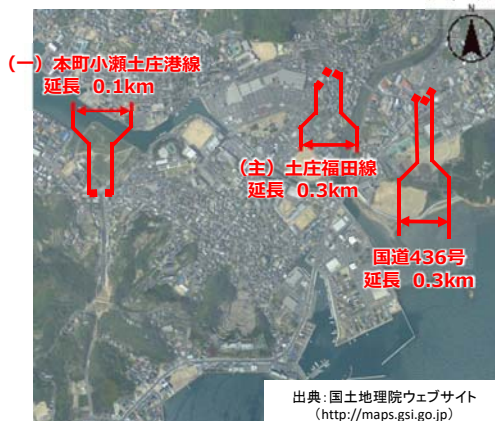 N
(一)本町小瀬土庄港線
延長 0.1km
(主)土庄福田線
延長 0.3km
国道436号
延長 0.3km
出典:国土地理院ウェブサイト
(http://maps.gsi.go.jp)